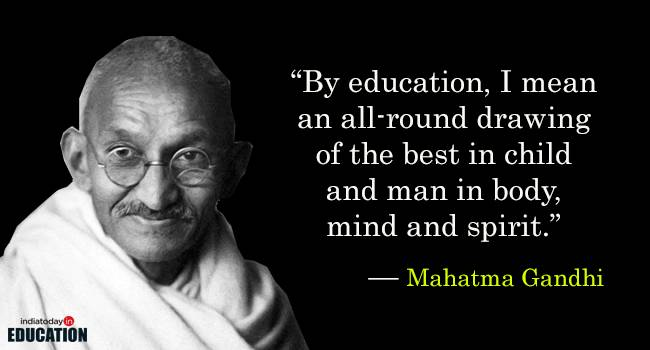 “By education, I mean
an all-round drawing
of the best in child
and man in body,
mind and spirit.”
— Mahatma Gandhi
indiatoday in
EDUCATION